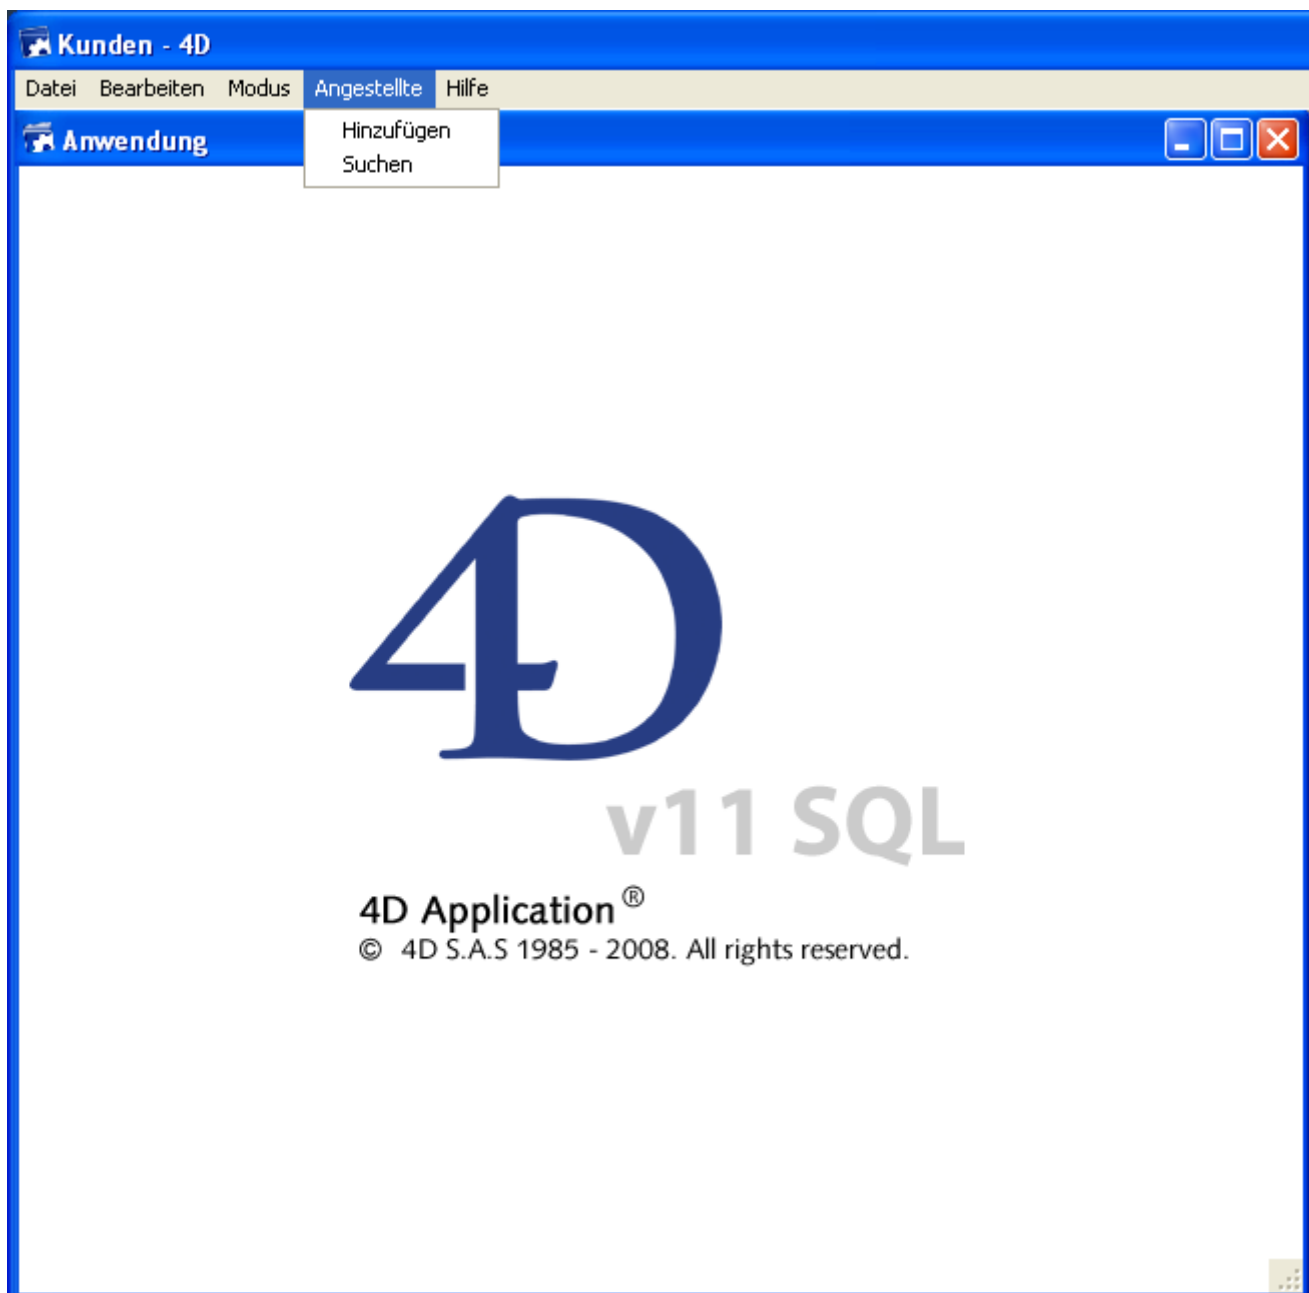 Kunden - 4D
Datei Bearbeiten Modus Angestellte Hilfe
Anwendung
Hinzufügen
Suchen
4D
v11 SQL
4D Application®
© 4D S.A.S 1985 - 2008. All rights reserved.